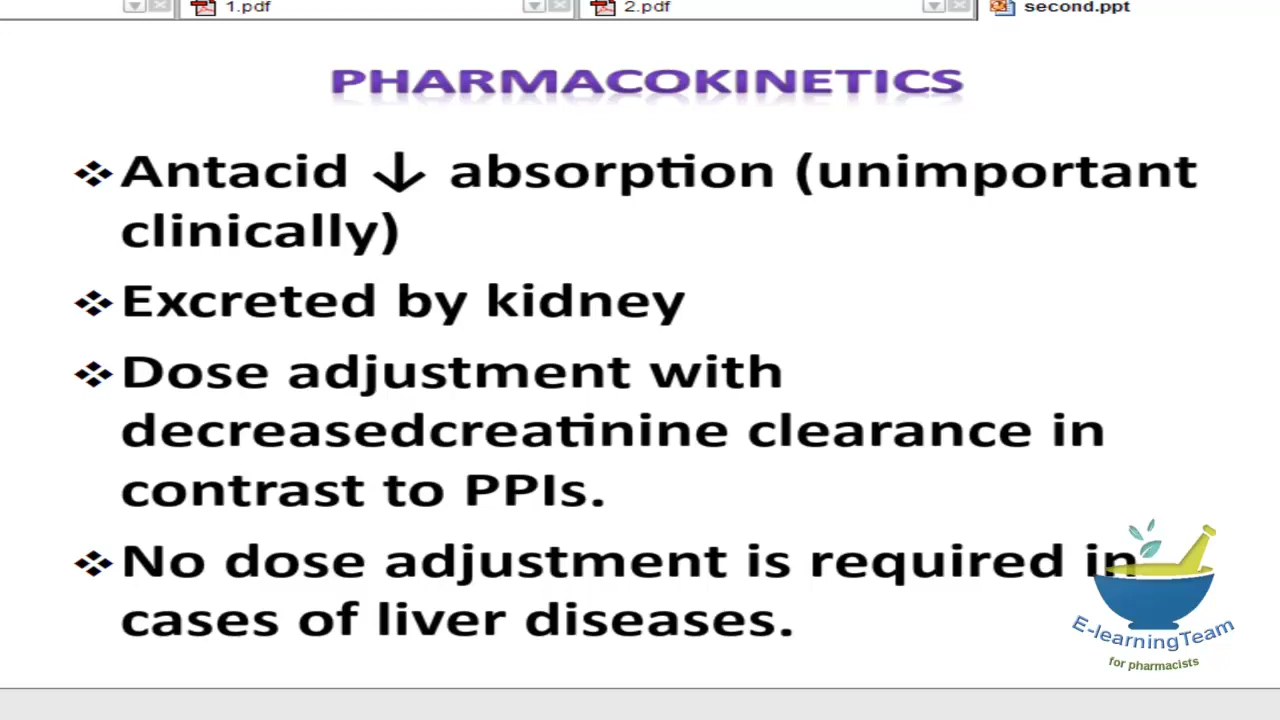 1.pdf 2.pdf second.ppt
PHARMACOKINETICS
❖Antacid ↓ absorption (unimportant
clinically)
❖Excreted by kidney
❖Dose adjustment with
decreasedcreatinine clearance in
contrast to PPIs.
❖No dose adjustment is required in
cases of liver diseases.
E-learningTeam
for pharmacists